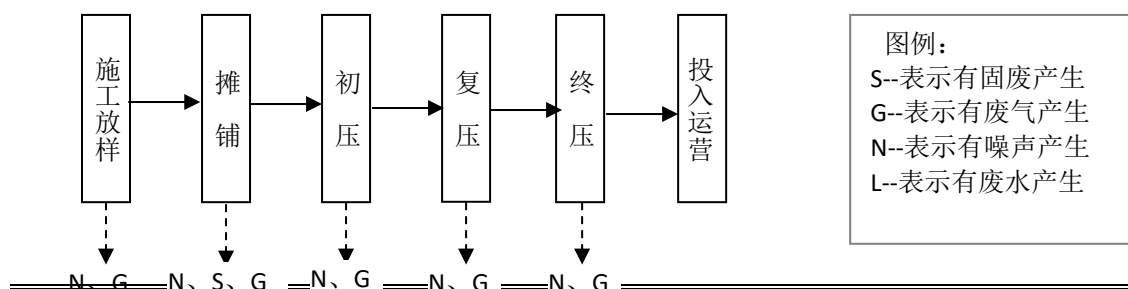 施工放样
摊铺
初压
复压
终压
投入运营
图例：
S--表示有固废产生
G--表示有废气产生
N--表示有噪声产生
L--表示有废水产生
N、G
N、S、G
N、G
N、G
N、G